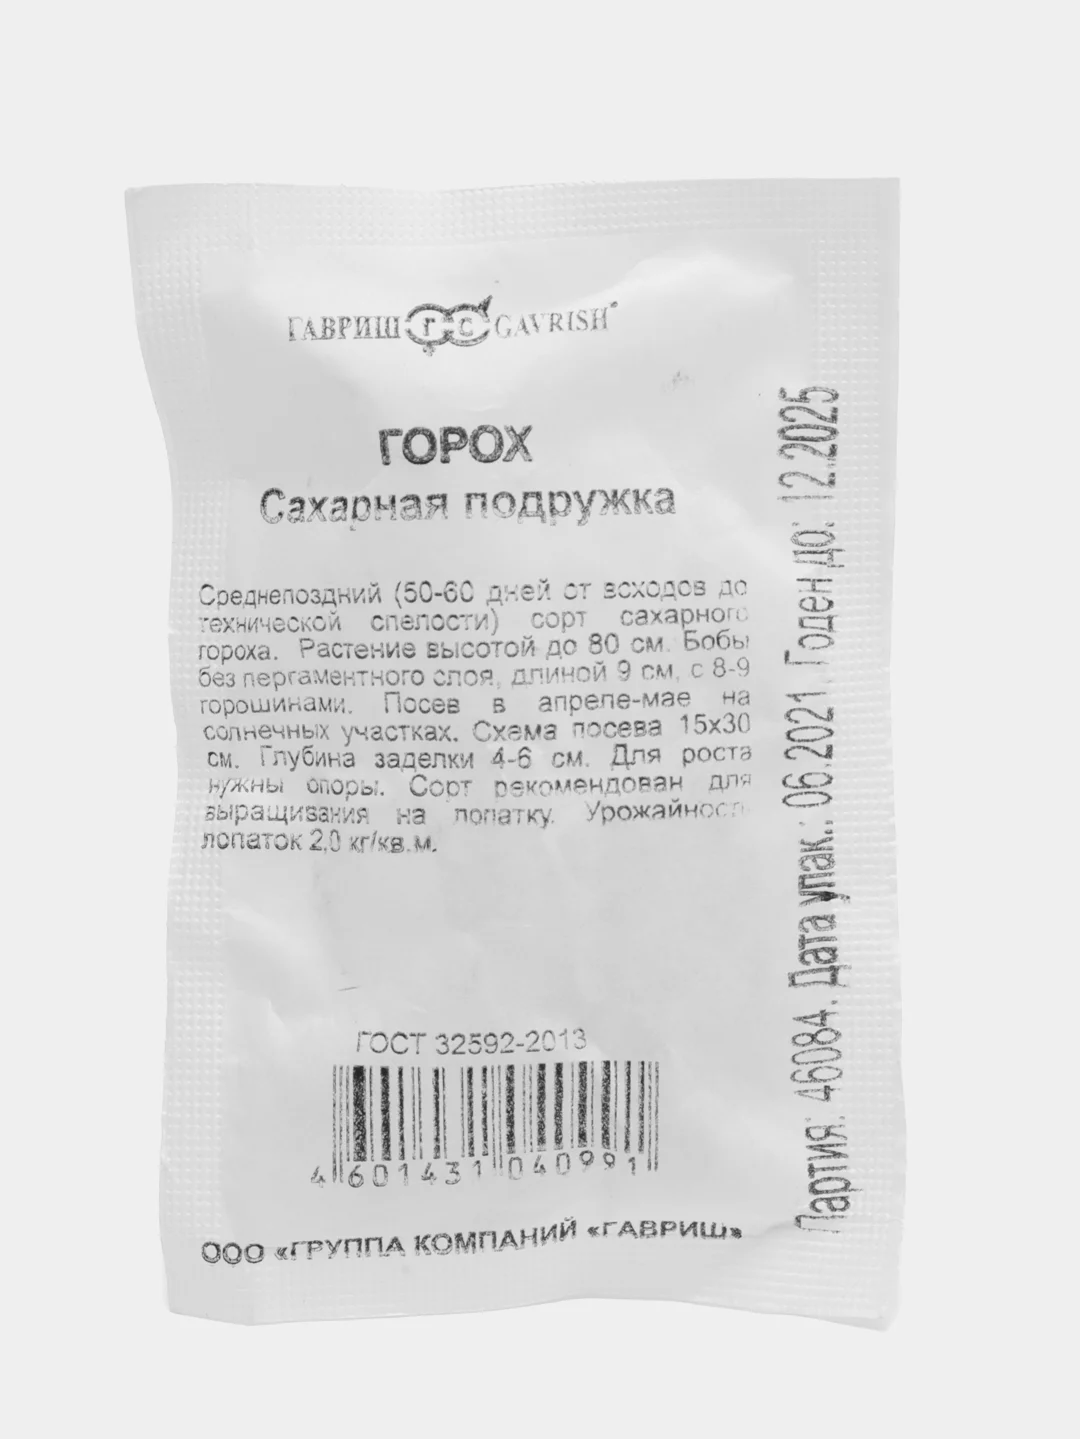 ГАВРИШ ГС GAVRISH
ГОРОХ
Сахарная подружка
Среднепоздний (50-60 дней от всходов до
технической спелости) сорт сахарного
гороха. Растение высотой до 80 см. Бобы
без пергаментного слоя, длиной 9 см, с 8-9
горошинами. Посев в апреле-мае на
солнечных участках. Схема посева 15х30
см. Глубина заделки 4-6 см. Для роста
нужны опоры. Сорт рекомендован для
выращивания на лопатку. Урожайность
лопаток 2,0 кг/кв.м.
ГОСТ 32592-2013
4 601431 040991
ООО «ГРУППА КОМПАНИЙ «ГАВРИШ»
Партия: 46084. Дата упак.: 06.2021. Годен до: 12.2025